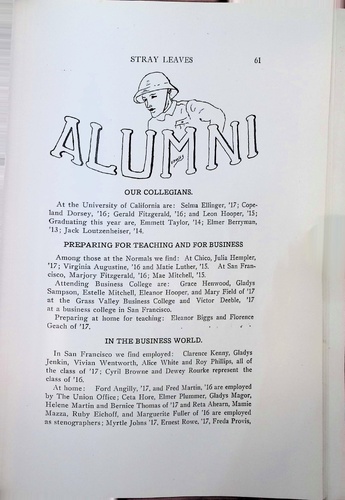 STRAY LEAVES 61
ALUMNI
OUR COLLEGIANS.
At the University of California are: Selma Ellinger, '17; Cope-
land Dorsey, '16; Gerald Fitzgerald, '16; and Leon Hooper, '15;
Graduating this year are, Emmett Taylor, '14; Elmer Berryman,
'13; Jack Loutzenheiser, '14.
PREPARING FOR TEACHING AND FOR BUSINESS
Among those at the Normals we find: At Chico, Julia Hempler,
'17; Virginia Augustine, '16 and Matie Luther, '15. At San Fran-
cisco, Marjory Fitzgerald, '16; Mae Mitchell, '15.
Attending Business College are: Grace Henwood, Gladys
Sampson, Estelle Mitchell, Eleanor Hooper, and Mary Field of '17
at the Grass Valley Business College and Victor Deeble, '17
at a business college in San Francisco.
Preparing at home for teaching: Eleanor Biggs and Florence
Geach of '17.
IN THE BUSINESS WORLD.
In San Francisco we find employed: Clarence Kenny, Gladys
Jenkin, Vivian Wentworth, Alice White and Roy Phillips, all of
the class of '17; Cyril Browne and Dewey Rourke represent the
class of '16.
At home: Ford Angilly, '17, and Fred Martin, '16 are employed
by The Union Office; Ceta Hore, Elmer Plummer, Gladys Magor,
Helene Martin and Bernice Thomas of '17 and Reta Ahearn, Mamie
Mazza, Ruby Eichoff, and Marguerite Fuller of '16 are employed
as stenographers; Myrtle Johns '17, Ernest Rowe, '17, Freda Provis,